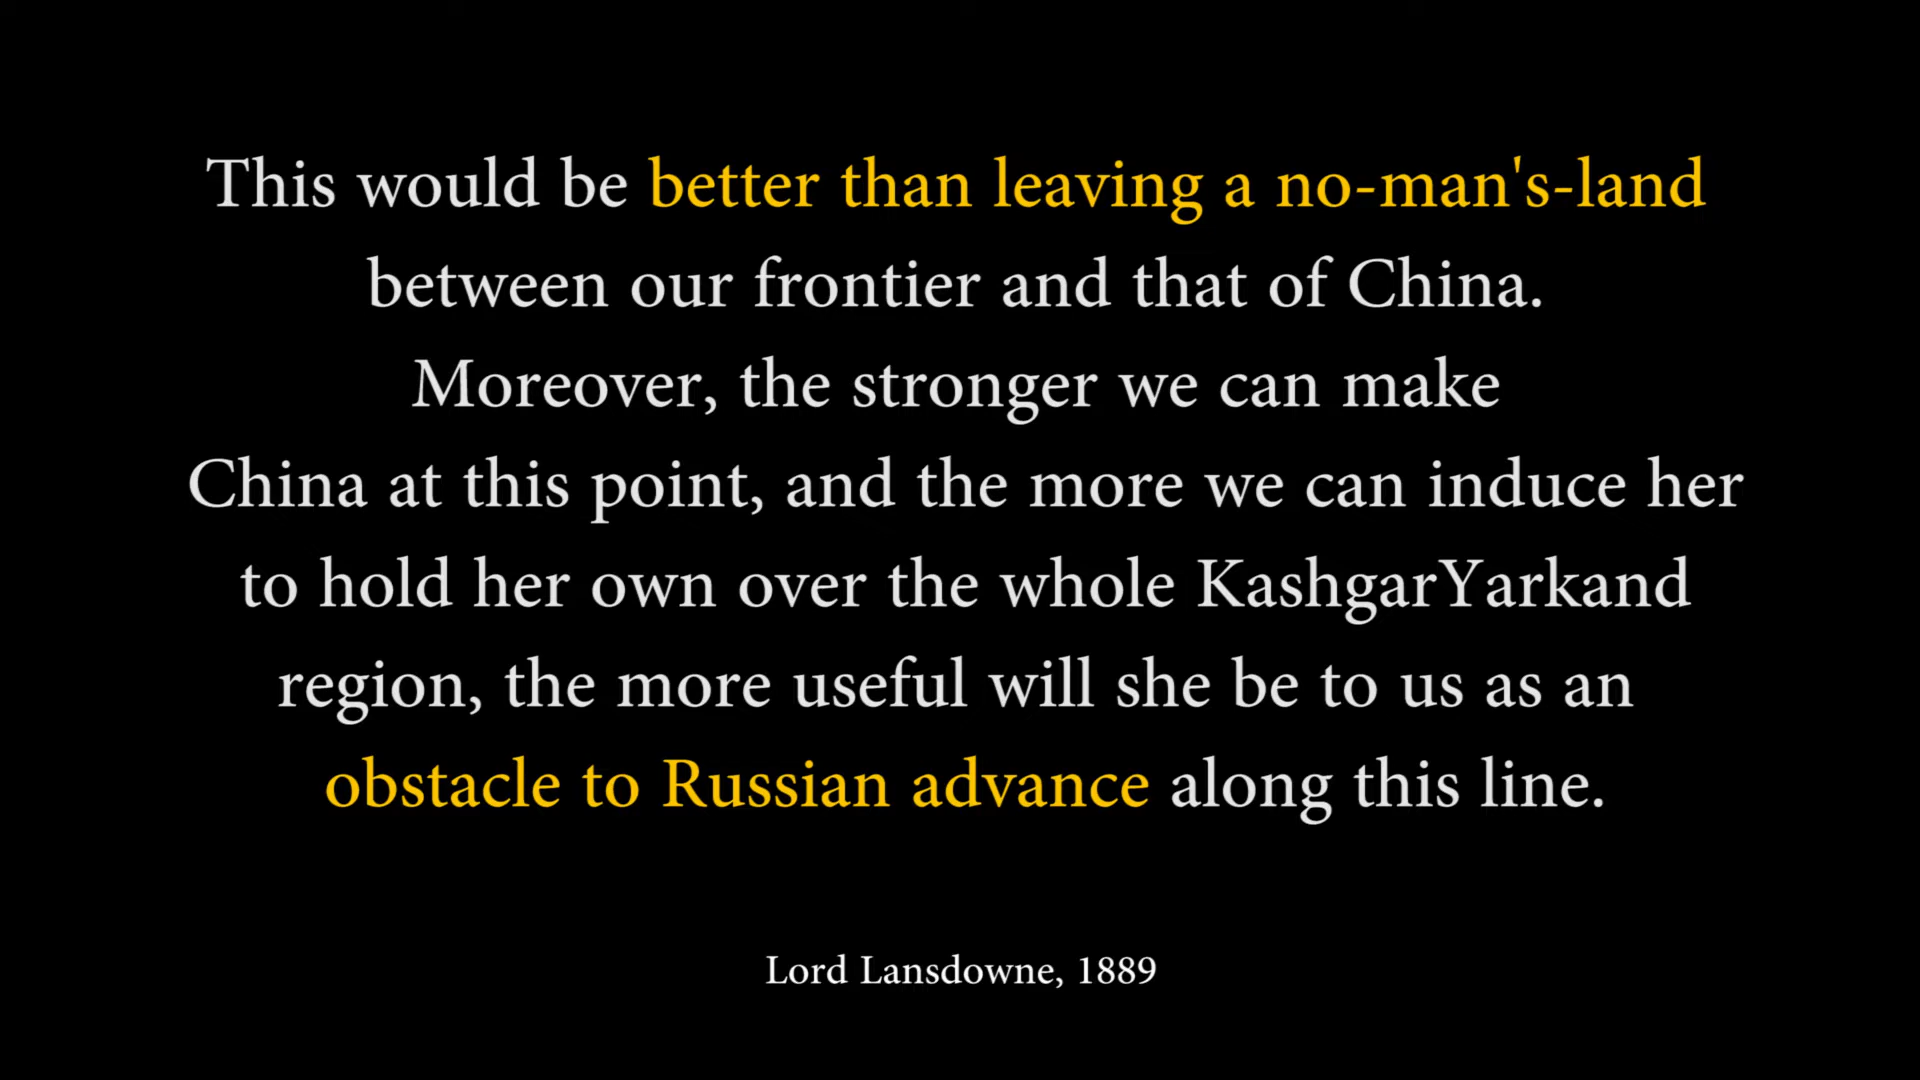 This would be better than leaving a no-man's-land
between our frontier and that of China.
Moreover, the stronger we can make
China at this point, and the more we can induce her
to hold her own over the whole KashgarYarkand
region, the more useful will she be to us as an
obstacle to Russian advance along this line.
Lord Lansdowne, 1889